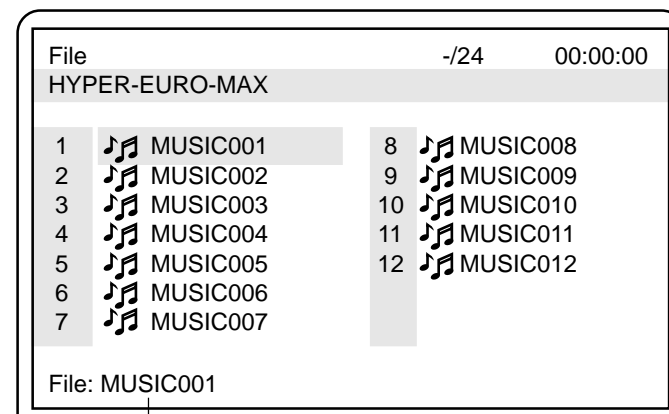 File -/24 00:00:00
HYPER-EURO-MAX
1 MUSIC001
2 MUSIC002
3 MUSIC003
4 MUSIC004
5 MUSIC005
6 MUSIC006
7 MUSIC007
8 MUSIC008
9 MUSIC009
10 MUSIC010
11 MUSIC011
12 MUSIC012
File: MUSIC001